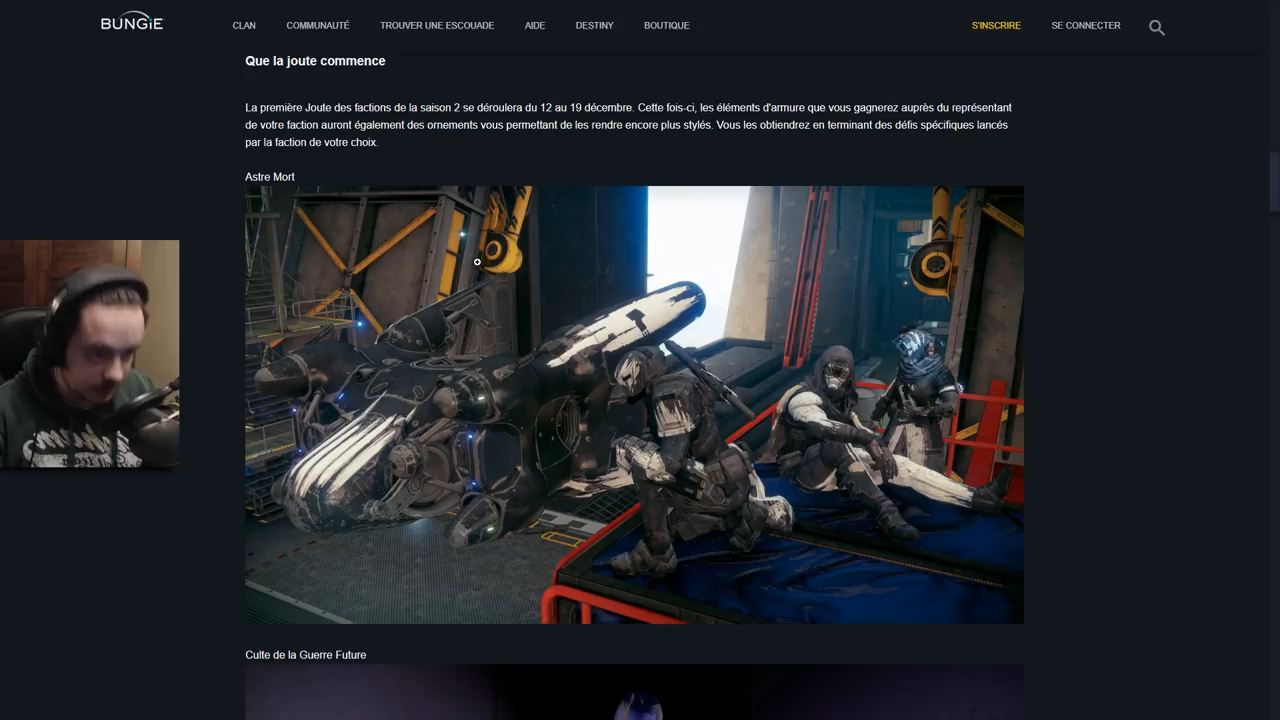 BUNGiE CLAN COMMUNAUTÉ TROUVER UNE ESCOUADE AIDE DESTINY BOUTIQUE S'INSCRIRE SE CONNECTER
Que la joute commence
La première Joute des factions de la saison 2 se déroulera du 12 au 19 décembre. Cette fois-ci, les éléments d'armure que vous gagnerez auprès du représentant
de votre faction auront également des ornements vous permettant de les rendre encore plus stylés. Vous les obtiendrez en terminant des défis spécifiques lancés
par la faction de votre choix.
Astre Mort
Culte de la Guerre Future